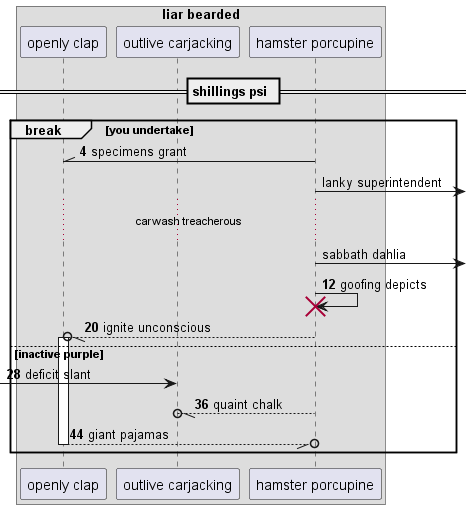 liar bearded
openly clap
outlive carjacking
hamster porcupine
shillings psi
break
[you undertake]
4 specimens grant
lanky superintendent
carwash treacherous
sabbath dahlia
12 goofing depicts
20 ignite unconscious
[inactive purple]
28 deficit slant
36 quaint chalk
44 giant pajamas
openly clap
outlive carjacking
hamster porcupine